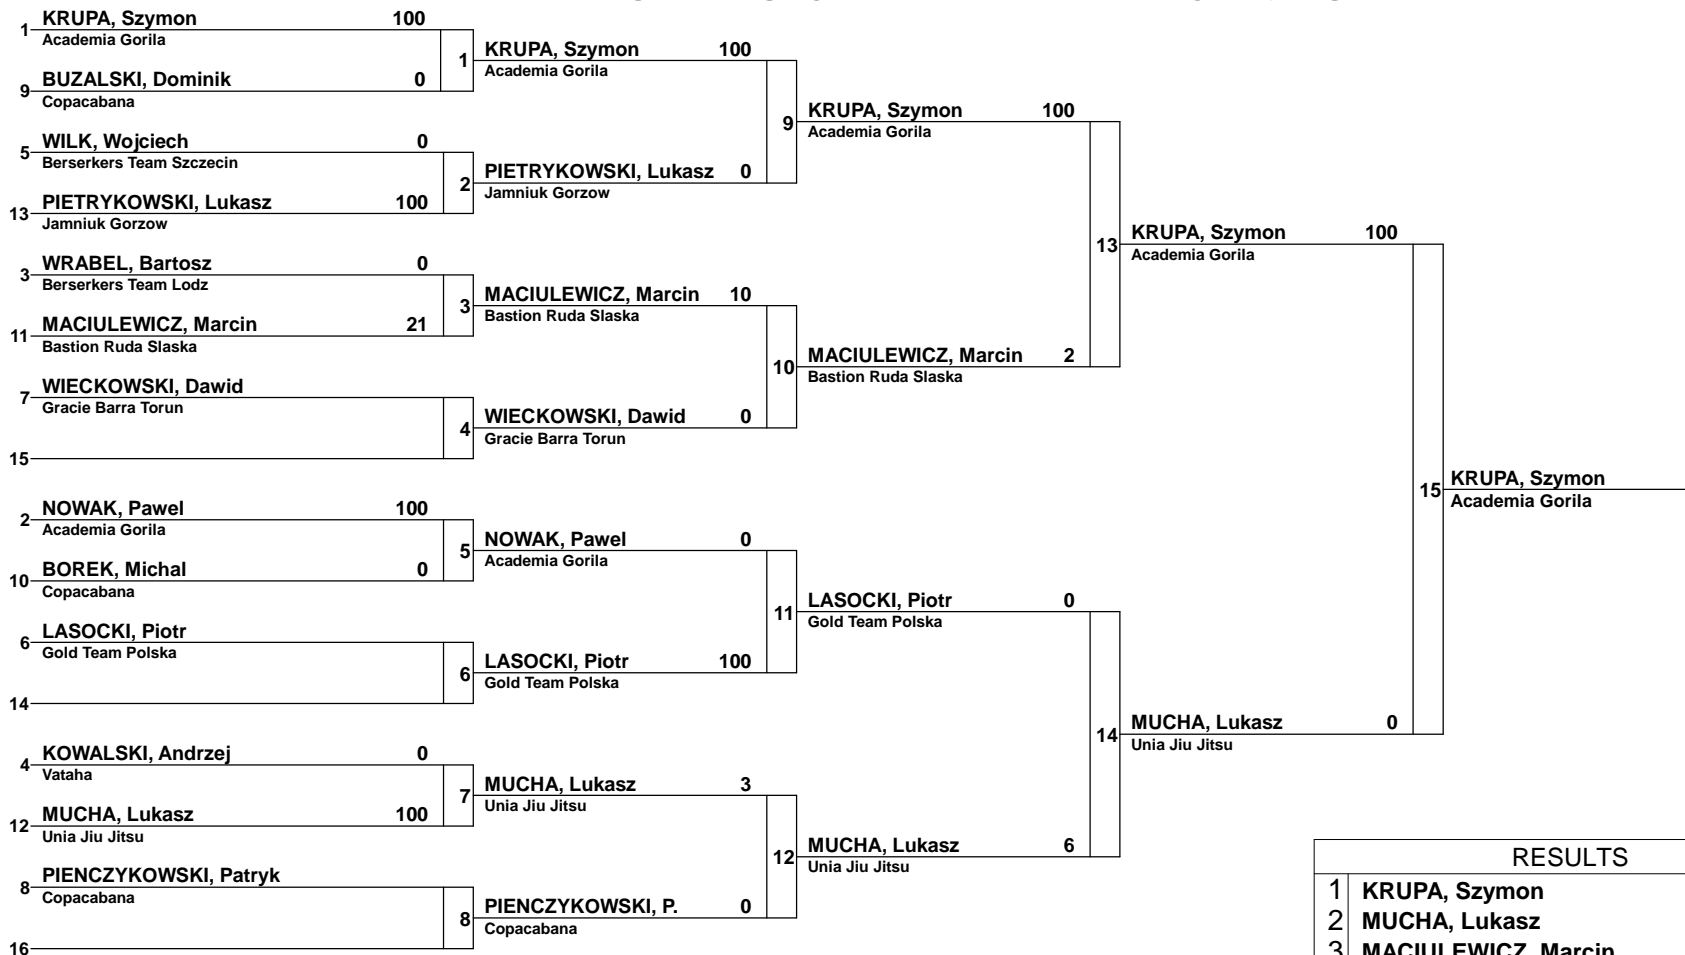 KRUPA, Szymon 100
1 Academia Gorila
BUZALSKI, Dominik 0
9 Copacabana
WILK, Wojciech 0
5 Berserkers Team Szczecin
PIETRYKOWSKI, Lukasz 100
13 Jamniuk Gorzow
WRABEL, Bartosz 0
3 Berserkers Team Lodz
MACIULEWICZ, Marcin 21
11 Bastion Ruda Slaska
WIECKOWSKI, Dawid
7 Gracie Barra Torun
15
NOWAK, Pawel 100
2 Academia Gorila
BOREK, Michal 0
10 Copacabana
LASOCKI, Piotr
6 Gold Team Polska
14
KOWALSKI, Andrzej 0
4 Vataha
MUCHA, Lukasz 100
12 Unia Jiu Jitsu
PIENCZYKOWSKI, Patryk
8 Copacabana
16
KRUPA, Szymon 100
1 Academia Gorila
PIETRYKOWSKI, Lukasz 0
2 Jamniuk Gorzow
MACIULEWICZ, Marcin 10
3 Bastion Ruda Slaska
WIECKOWSKI, Dawid 0
4 Gracie Barra Torun
NOWAK, Pawel 0
5 Academia Gorila
LASOCKI, Piotr 100
6 Gold Team Polska
MUCHA, Lukasz 3
7 Unia Jiu Jitsu
PIENCZYKOWSKI, P. 0
8 Copacabana
KRUPA, Szymon 100
9 Academia Gorila
MACIULEWICZ, Marcin 2
10 Bastion Ruda Slaska
LASOCKI, Piotr 0
11 Gold Team Polska
MUCHA, Lukasz 6
12 Unia Jiu Jitsu
KRUPA, Szymon 100
13 Academia Gorila
MUCHA, Lukasz 0
14 Unia Jiu Jitsu
KRUPA, Szymon
15 Academia Gorila
RESULTS
1 KRUPA, Szymon
2 MUCHA, Lukasz
3 MACIULEWICZ, Marcin